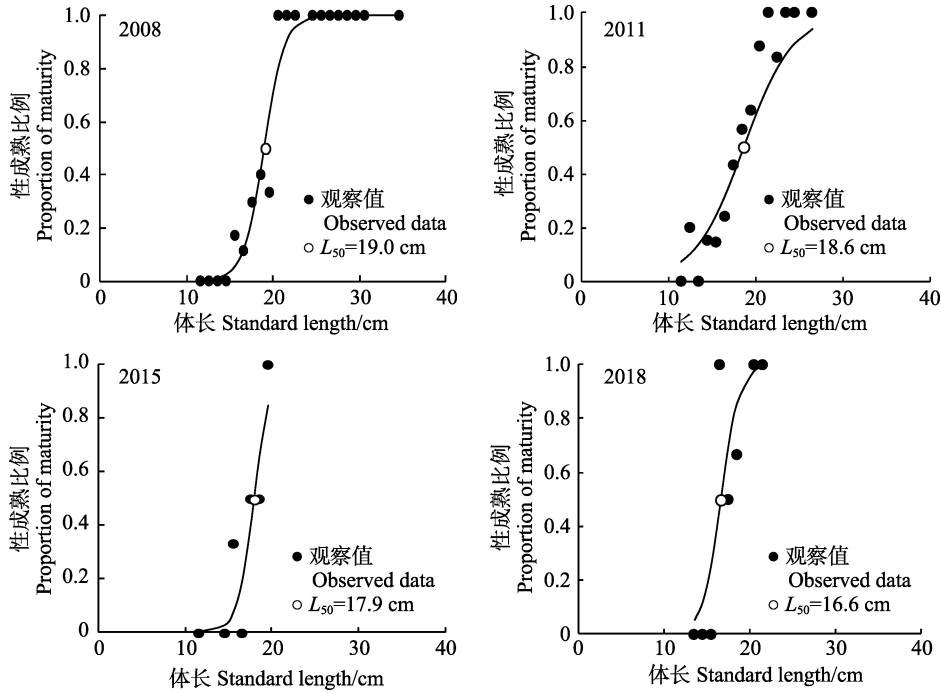 2008
性成熟比例
Proportion of maturity
1.0
0.8
0.6
0.4
0.2
0
0
10
20
30
40
观察值
Observed data
L50=19.0 cm
体长 Standard length/cm
2011
性成熟比例
Proportion of maturity
1.0
0.8
0.6
0.4
0.2
0
0
10
20
30
40
观察值
Observed data
L50=18.6 cm
体长 Standard length/cm
2015
性成熟比例
Proportion of maturity
1.0
0.8
0.6
0.4
0.2
0
0
10
20
30
40
观察值
Observed data
L50=17.9 cm
体长 Standard length/cm
2018
性成熟比例
Proportion of maturity
1.0
0.8
0.6
0.4
0.2
0
0
10
20
30
40
观察值
Observed data
L50=16.6 cm
体长 Standard length/cm